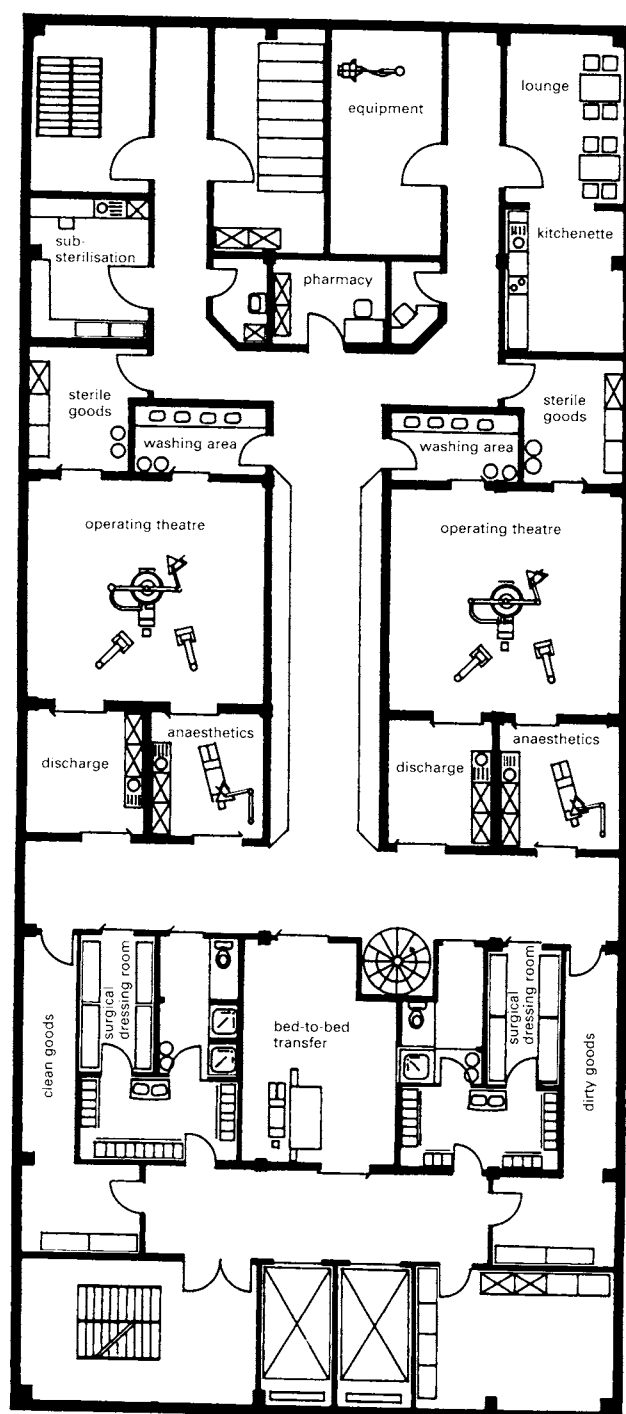 lounge
equipment
kitchenette
sub-
sterilisation
pharmacy
sterile
goods
sterile
goods
washing area
washing area
operating theatre
operating theatre
anaesthetics
anaesthetics
discharge
discharge
surgical
dressing room
surgical
dressing room
bed-to-bed
transfer
clean goods
dirty goods